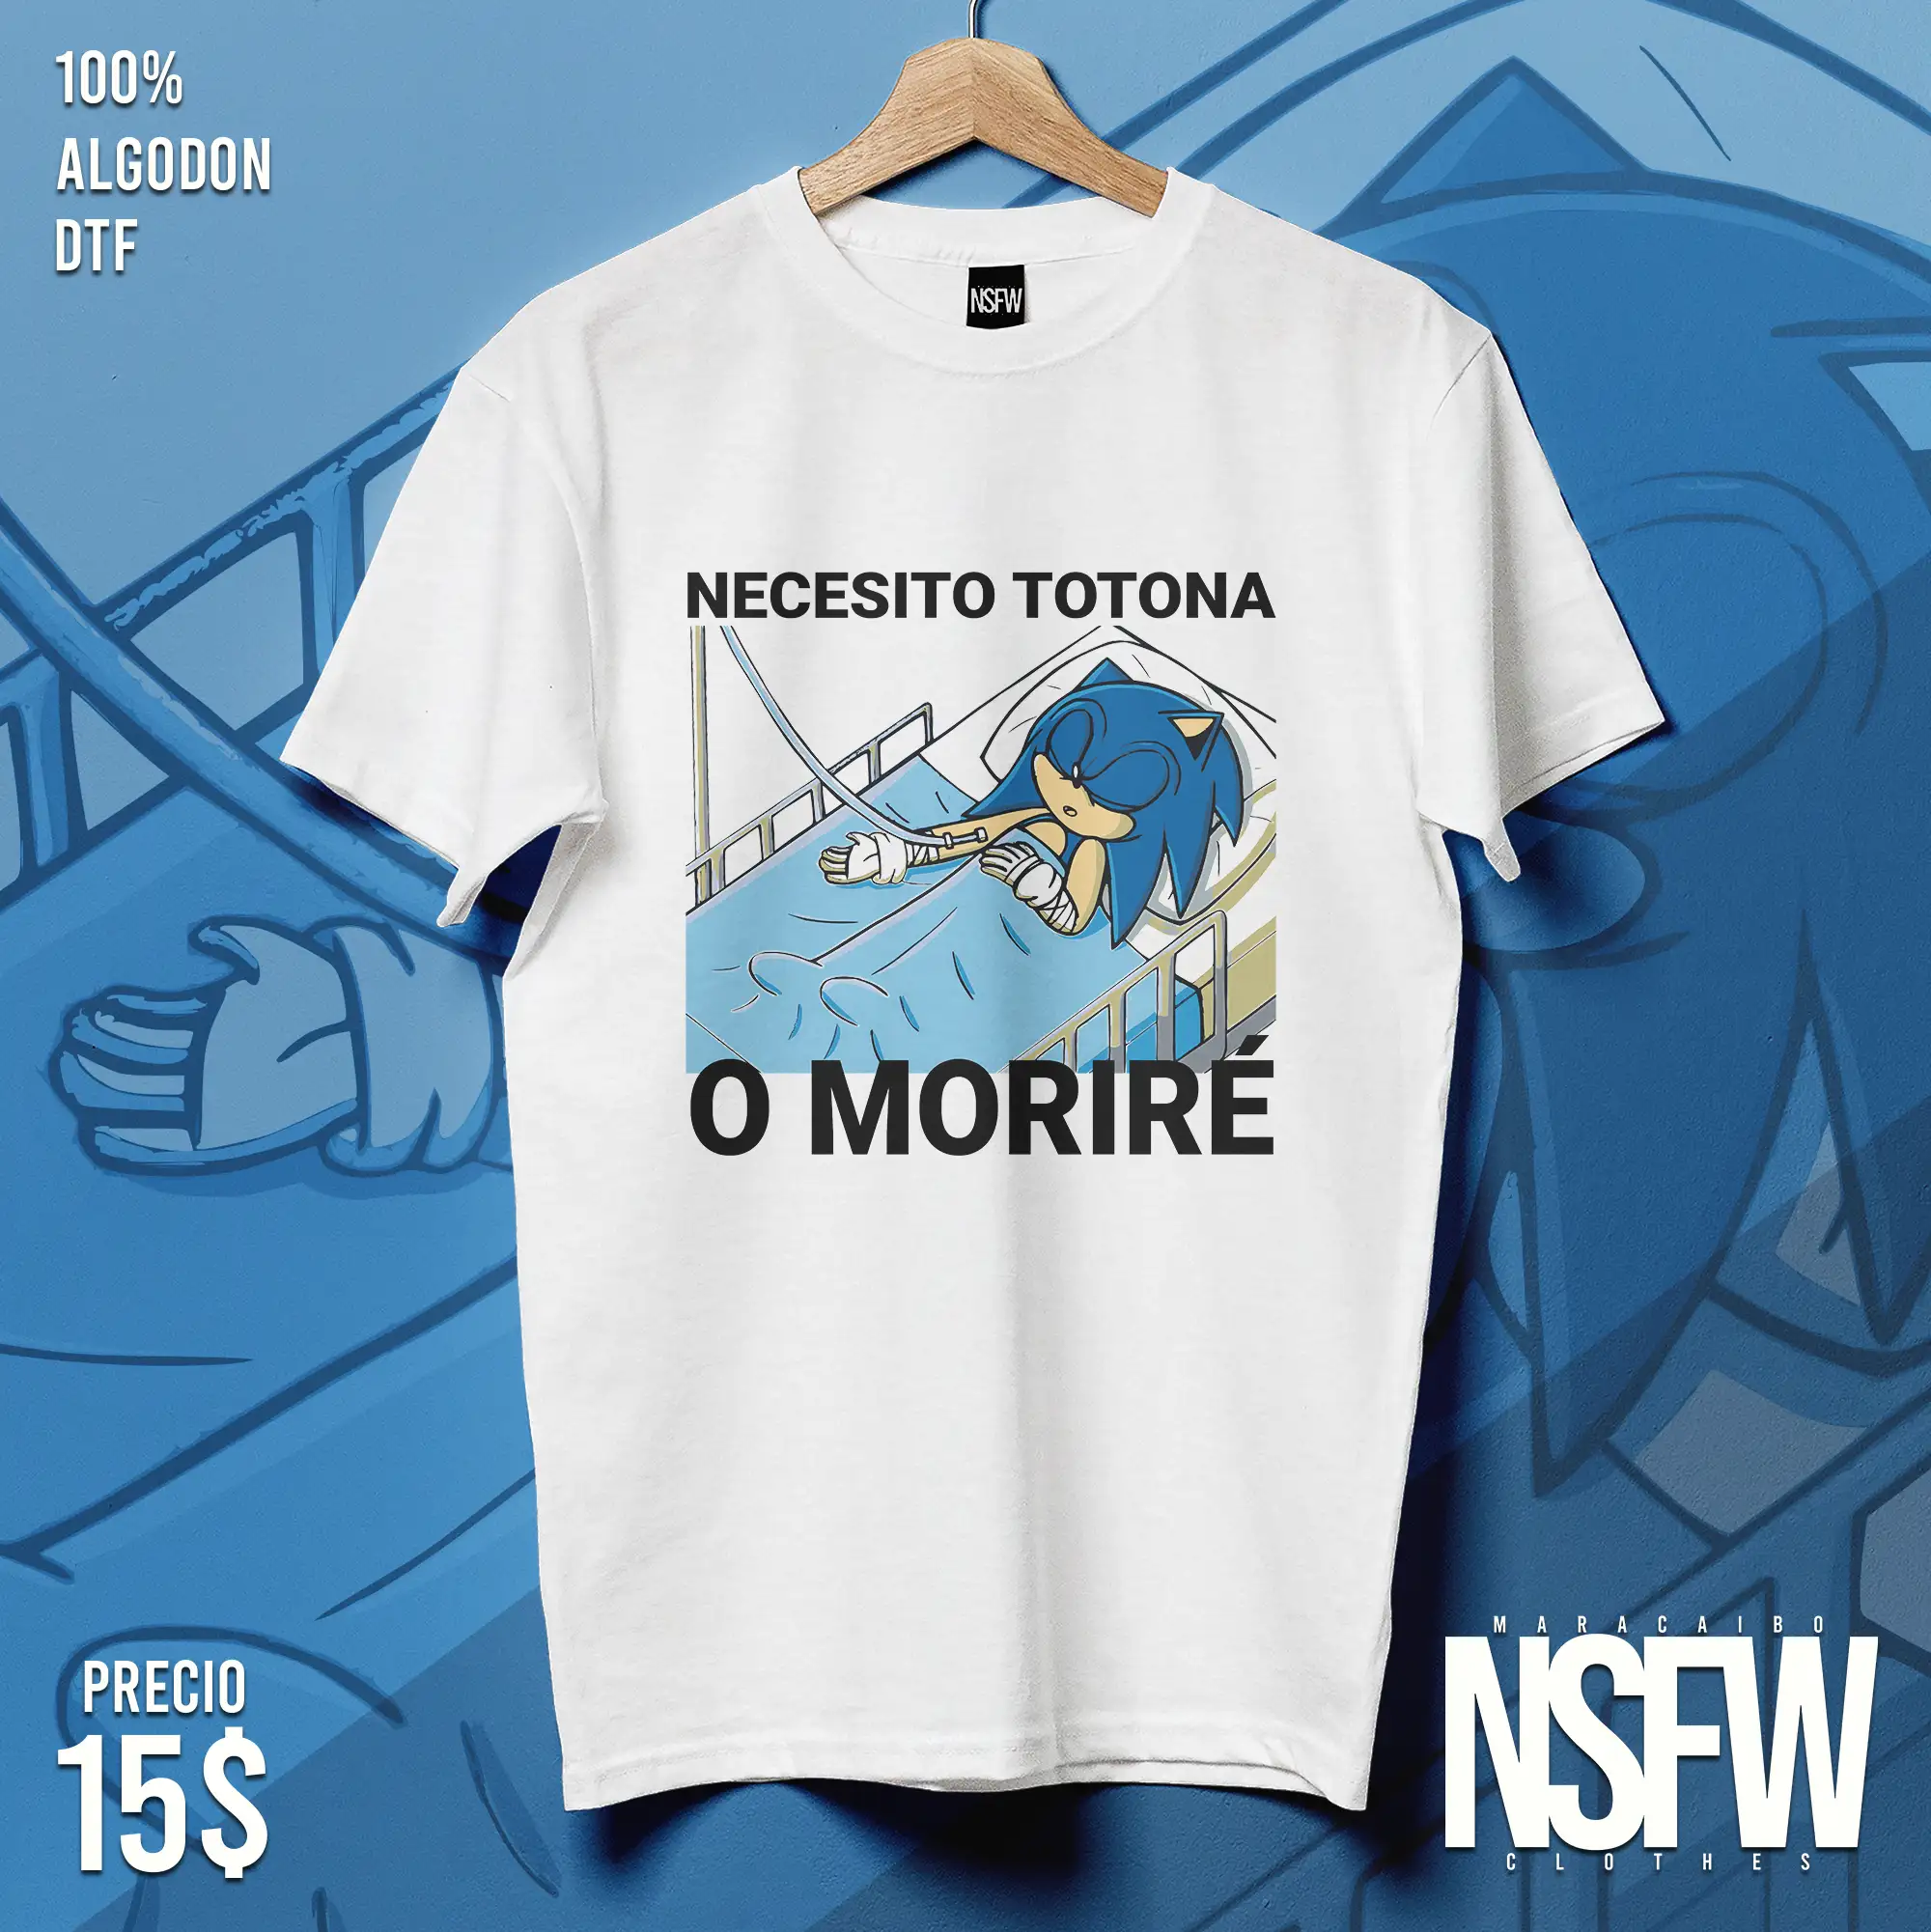 100%
ALGODON
DTF
NSFW
NECESITO TOTONA
O MORIRÉ
PRECIO
15$
MARACAIBO
NSFW
CLOTHES